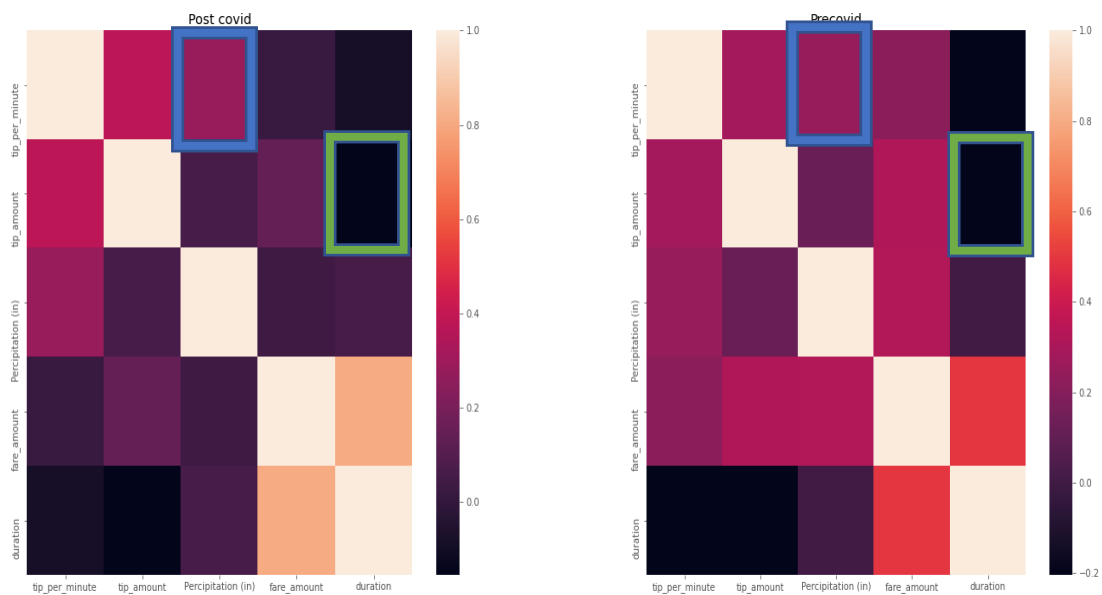 Post covid
tip_per_minute
tip_amount
Percipitation (in)
fare_amount
duration
tip_per_minute
tip_amount
Percipitation (in)
fare_amount
duration
1.0
0.8
0.6
0.4
0.2
0.0
Precovid
tip_per_minute
tip_amount
Percipitation (in)
fare_amount
duration
tip_per_minute
tip_amount
Percipitation (in)
fare_amount
duration
1.0
0.8
0.6
0.4
0.2
0.0
−0.2